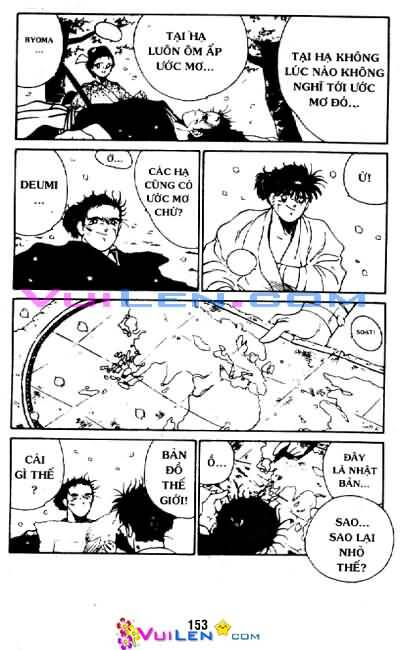 RYOMA
...
TẠI HẠ
LUÔN ÔM ẤP
ƯỚC MƠ...
TẠI HẠ KHÔNG
LÚC NÀO KHÔNG
NGHĨ TỚI ƯỚC
MƠ ĐÓ...
DEUMI
...
Ơ...
CÁC HẠ
CŨNG CÓ
ƯỚC MƠ
CHỨ?
Ừ!
SOẠT!
VUILEN.COM
CÁI
GÌ THẾ
?
BẢN
ĐỒ THẾ
GIỚI!
Ồ...
ĐÂY
LÀ NHẬT
BẢN...
SAO...
SAO LẠI
NHỎ
THẾ?
153
VUILEN.COM